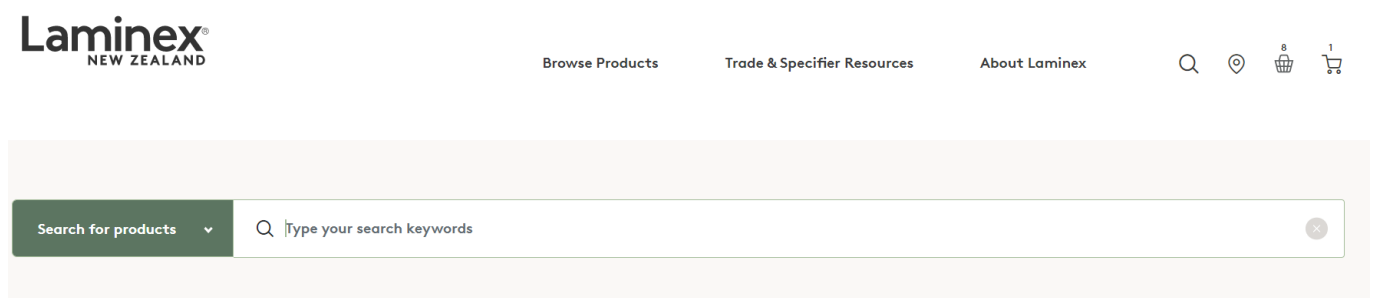 Laminex®
NEW ZEALAND
Browse Products
Trade & Specifier Resources
About Laminex
8
1
Search for products
Type your search keywords